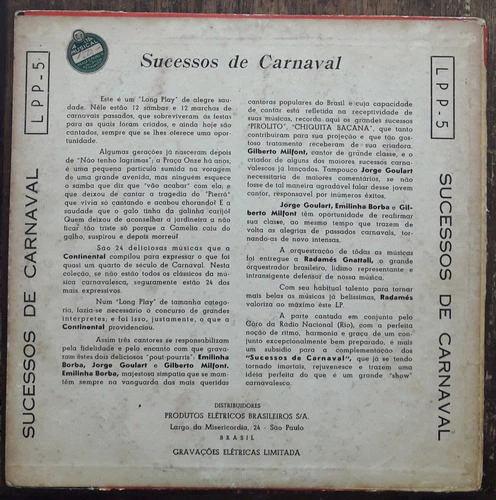 MUSICAL
Sucessos de Carnaval
LPP-5
LPP-5
SUCESSOS DE CARNAVAL
SUCESSOS DE CARNAVAL
Este é um "Long Play" de alegre sau-
dade. Nêle estão 12 sambas e 12 marchas de
carnavais passados, que sobreviveram às festas
para as quais foram criados, e ainda hoje são
cantados, sempre que se lhes oferece uma opor-
tunidade.
Algumas gerações já nasceram depois
de "Não tenho lagrimas"; a Praça Onze há anos,
é uma pequena partícula sumida na voragem
de uma grande avenida, mas ninguém esquece
o samba que diz que "vão acabar" com ela; e
que deixou de cantar a tragédia do "Pierrô"
que vivia só cantando e acabou chorando! E a
saudade que o galo tinha da galinha carijó!
Quem deixou de aconselhar a jardineira a não
ficar tão triste só porque a Camélia caiu do
galho, suspirou e depois morreu!
São 24 deliciosas músicas que a
Continental compilou para expressar o que foi
quasi um quarto de século de Carnaval. Nesta
coleção, se não estão todos os clássicos da mú-
sica carnavalesca, seguramente estão 24 das
mais expressivos.
Num "Long Play" de tamanha catego-
ria, fazia-se necessário o concurso de grandes
interpretes; e foi isso, justamente, o que a
Continental providenciou.
Assim três cantores se responsabilizam
pela fidelidade e pelo encanto com que grava-
ram êstes dois deliciosos "pout-pourris": Emilinha
Borba, Jorge Goulart e Gilberto Milfont.
Emilinha Borba, majestosa simpatia que se man-
têm sempre na vanguarda das mais queridas
cantoras populares do Brasil e cuja capacidade
de cantar está refletida na receptividade de
suas músicas, recorda aqui os grandes sucessos
"PIROLITO", "CHIQUITA BACANA", que tanto
contribuiram para sua projeção e que tão gos-
toso tratamento receberam de sua criadora.
Gilberto Milfont, cantor de grande classe, e o
criador de alguns dos maiores sucessos carna-
valescos já lançados. Tampouco Jorge Goulart
necessitaria de maiores comentários, se não
fosse de tal maneira agradável falar desse jovem
cantor, responsavel por inúmeros êxitos.
Jorge Goulart, Emilinha Borba e Gil-
berto Milfont têm oportunidade de reafirmar
sua classe, ao mesmo tempo que trazem de
volta as alegrias de passados carnavais, tor-
nando-as de novo intensas.
A orquestração de tôdas as músicas
foi entregue a Radamés Gnattali, o grande
orquestrador brasileiro, lídimo representante e
intransigente defensor de nossa música.
Com seu habitual talento para tornar
mais belas as músicas já belissimas, Radamés
valoriza ao máximo êste LP.
A parte cantada em conjunto pelo
Côro da Rádio Nacional (Rio), com a perfeita
noção de ritmo, harmonia e graça de um con-
junto excepcionalmente bem preparado, é mais
um subsídio para a complementação dos
"Sucessos de Carnaval", que já se tendo
tornado imortais, rejuvenesce e trazem uma
idéia perfeita do que é um grande "show"
carnavalesco.
DISTRIBUIDORES
PRODUTOS ELÉTRICOS BRASILEIROS S/A.
Largo da Misericordia, 24 - São Paulo
BRASIL
GRAVAÇÕES ELÉTRICAS LIMITADA